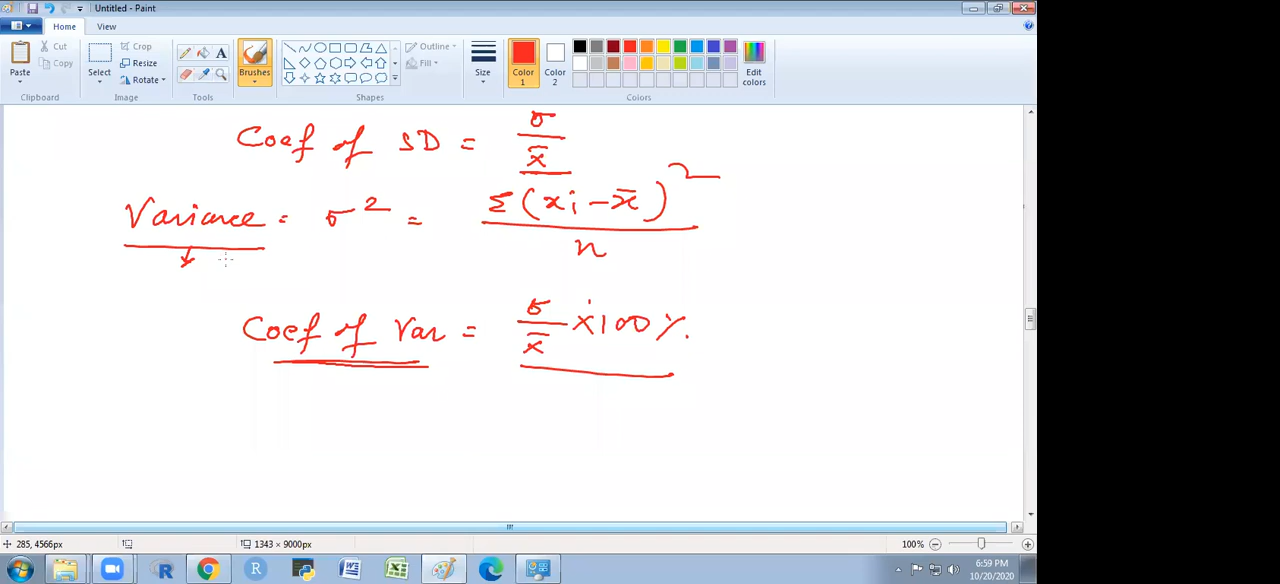 Untitled - Paint
Home View
Paste Cut Copy Clipboard
Select Crop Resize Rotate Image
A Tools
Brushes
Outline Fill Shapes
Size
Color 1 Color 2 Edit colors Colors
Coef of SD = σ / x̄
Variance = σ² = Σ(xi - x̄)² / n
Coef of Var = σ / x̄ × 100 %.
285, 4566px 1343 × 9000px 100%
6:59 PM
10/20/2020